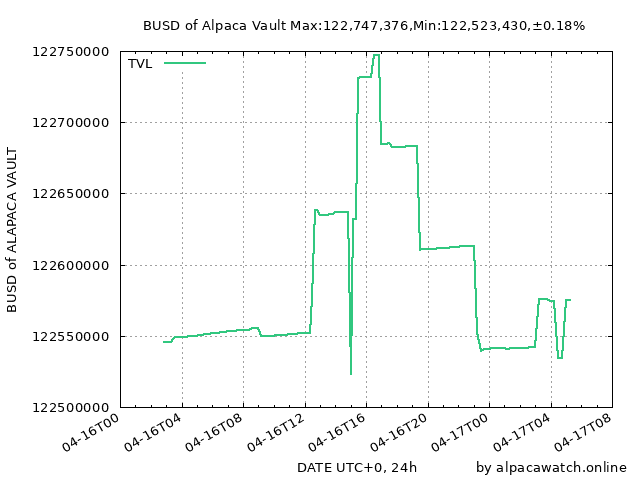 BUSD of Alpaca Vault Max:122,747,376,Min:122,523,430,±0.18%
TVL
122750000
122700000
122650000
122600000
122550000
122500000
BUSD of ALAPACA VAULT
04-16T00
04-16T04
04-16T08
04-16T12
04-16T16
04-16T20
04-17T00
04-17T04
04-17T08
DATE UTC+0, 24h
by alpacawatch.online